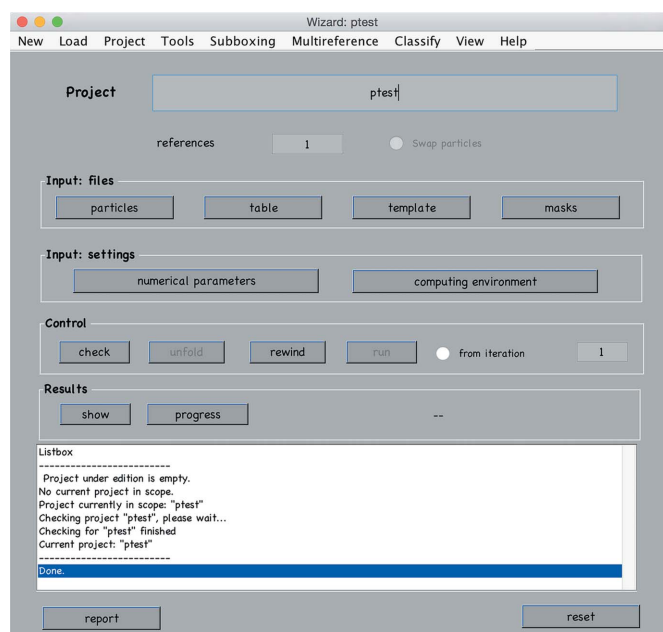 Wizard: ptest
New Load Project Tools Subboxing Multireference Classify View Help
Project ptest
references 1 Swap particles
Input: files
particles table template masks
Input: settings
numerical parameters computing environment
Control
check unfold rewind run from iteration 1
Results
show progress --
Listbox
--------------------------
Project under edition is empty.
No current project in scope.
Project currently in scope: "ptest"
Checking project "ptest", please wait...
Checking for "ptest" finished
Current project: "ptest"
--------------------------
Done.
report reset